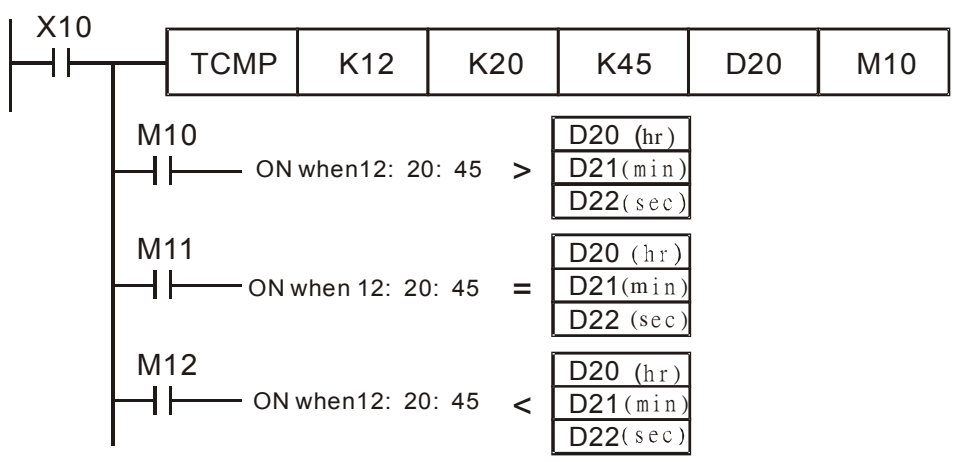 X10
TCMP K12 K20 K45 D20 M10
M10
ON when12: 20: 45 >
D20 (hr)
D21(min)
D22(sec)
M11
ON when 12: 20: 45 =
D20 (hr)
D21(min)
D22 (sec)
M12
ON when12: 20: 45 <
D20 (hr)
D21(min)
D22(sec)